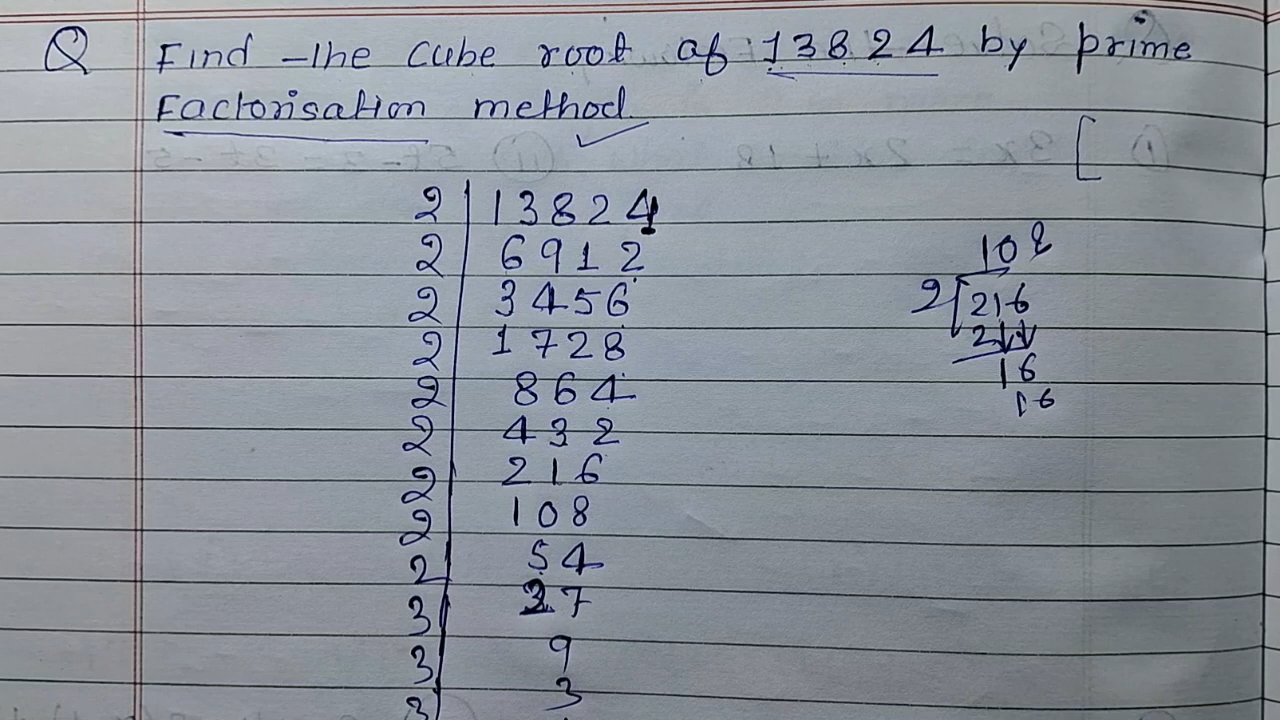 Q Find the cube root of 13824 by prime
Factorisation method.
2 | 13824
2 | 6912
2 | 3456
2 | 1728
2 | 864
2 | 432
2 | 216
2 | 108
2 | 54
3 | 27
3 | 9
3 | 3
108
2 216
2
16
16